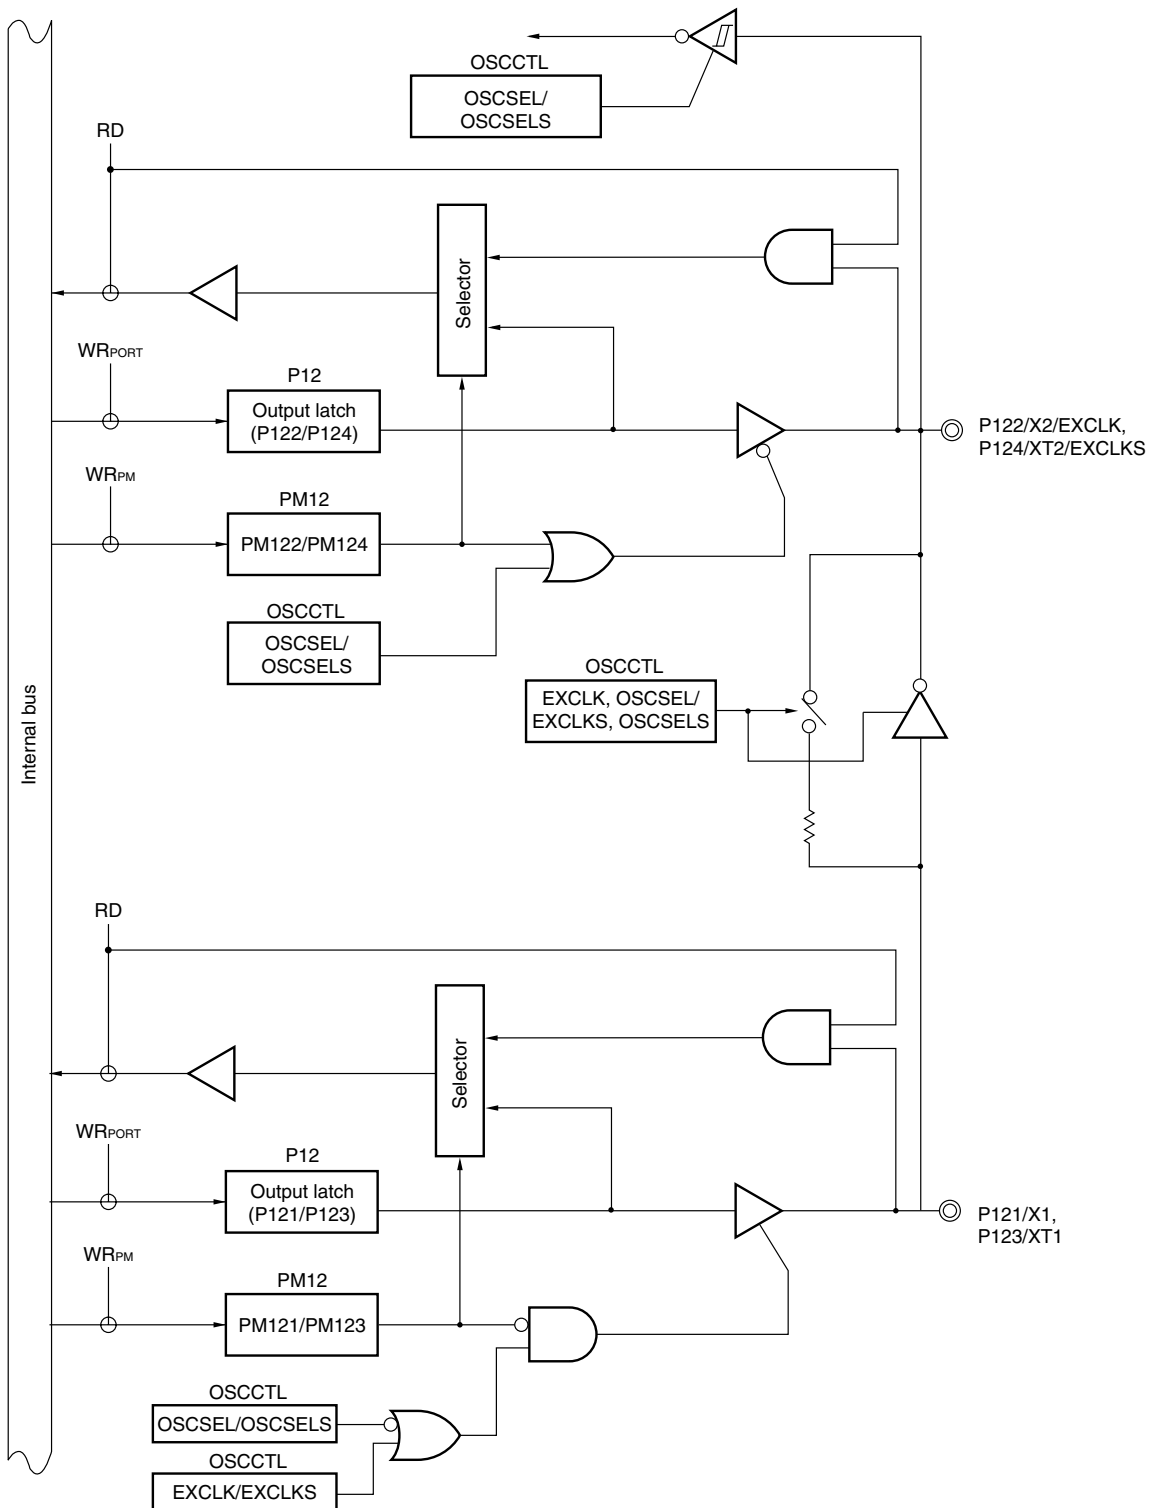 OSCCTL
OSCSEL/
OSCSELS
RD
Selector
WRPORT
P12
Output latch
(P122/P124)
P122/X2/EXCLK,
P124/XT2/EXCLKS
WRPM
PM12
PM122/PM124
OSCCTL
OSCSEL/
OSCSELS
OSCCTL
EXCLK, OSCSEL/
EXCLKS, OSCSELS
Internal bus
RD
Selector
WRPORT
P12
Output latch
(P121/P123)
P121/X1,
P123/XT1
WRPM
PM12
PM121/PM123
OSCCTL
OSCSEL/OSCSELS
OSCCTL
EXCLK/EXCLKS